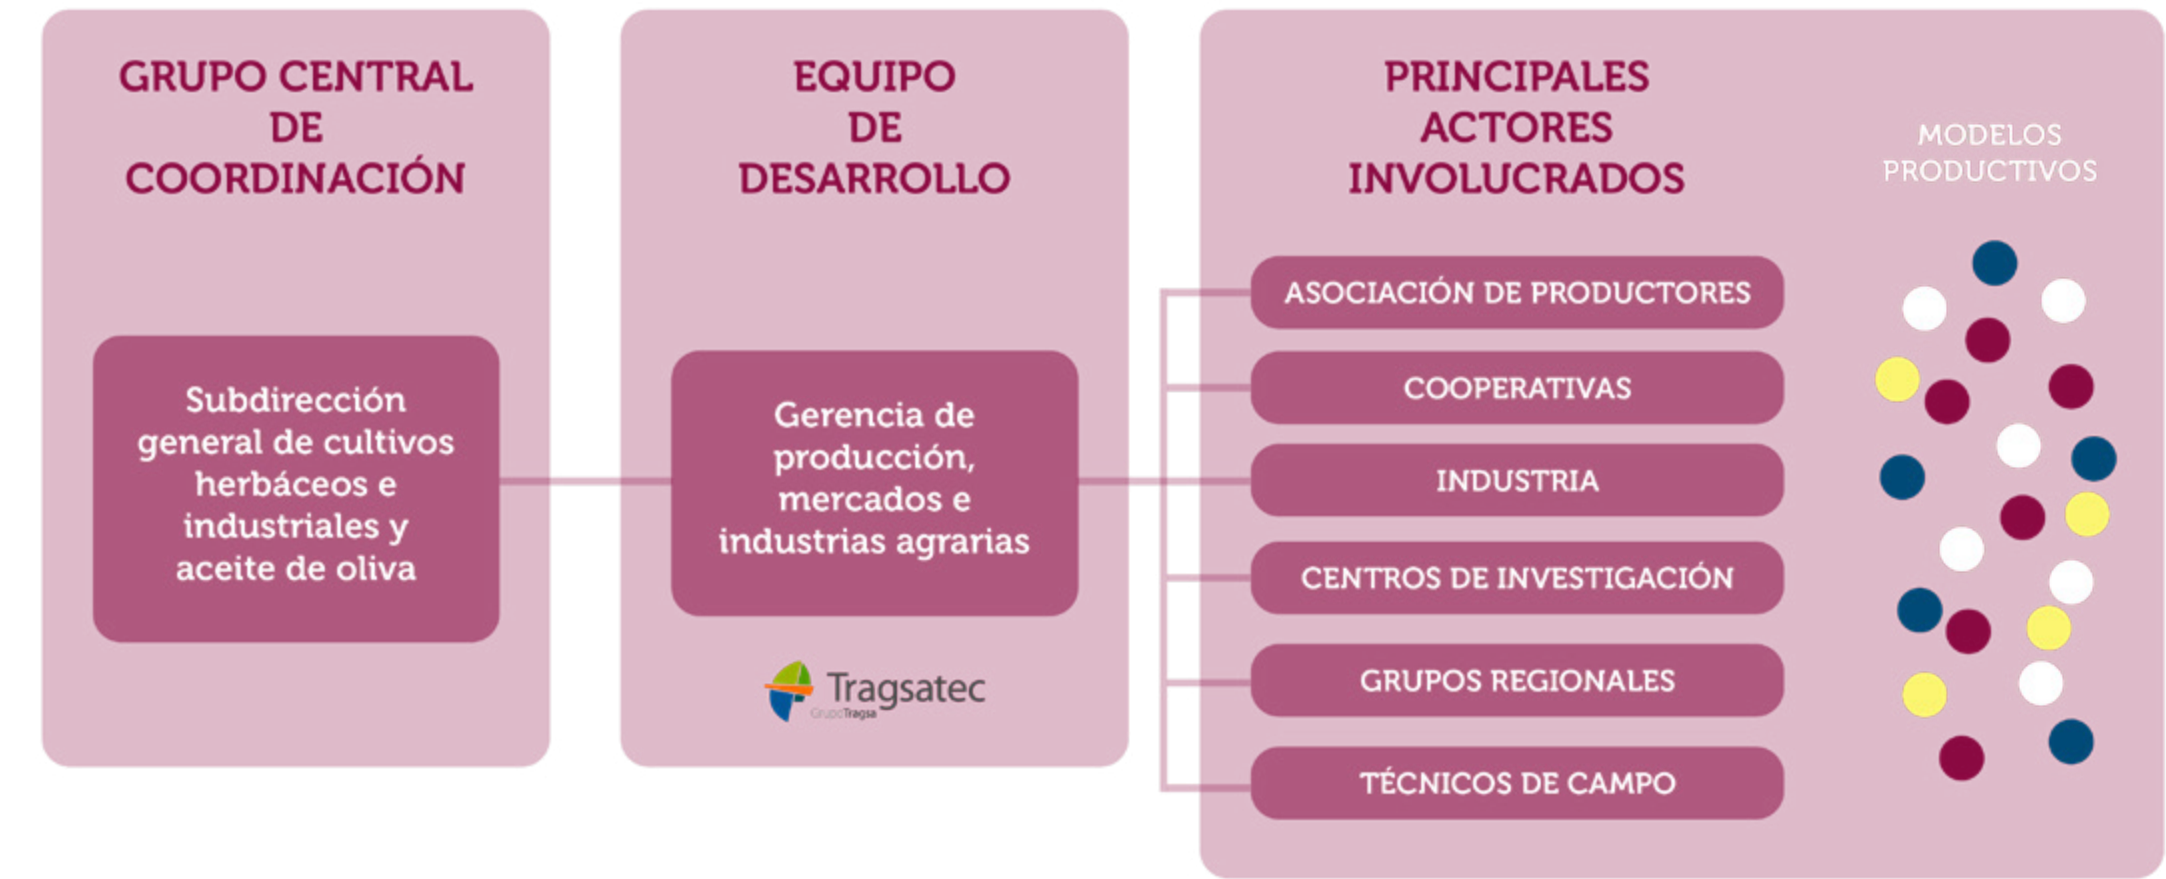 GRUPO CENTRAL
DE
COORDINACIÓN
Subdirección
general de cultivos
herbáceos e
industriales y
aceite de oliva
EQUIPO
DE
DESARROLLO
Gerencia de
producción,
mercados e
industrias agrarias
Tragsatec
GrupoTragsa
PRINCIPALES
ACTORES
INVOLUCRADOS
ASOCIACIÓN DE PRODUCTORES
COOPERATIVAS
INDUSTRIA
CENTROS DE INVESTIGACIÓN
GRUPOS REGIONALES
TÉCNICOS DE CAMPO
MODELOS
PRODUCTIVOS